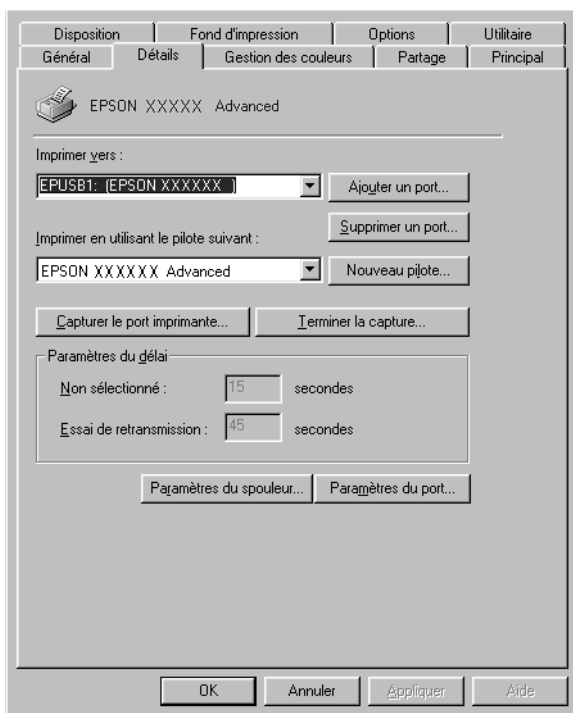 Disposition Fond d'impression Options Utilitaire
Général Détails Gestion des couleurs Partage Principal
EPSON XXXXX Advanced
Imprimer vers :
EPUSB1: (EPSON XXXXXX ) Ajouter un port...
Supprimer un port...
Imprimer en utilisant le pilote suivant :
EPSON XXXXXX Advanced Nouveau pilote...
Capturer le port imprimante... Terminer la capture...
Paramètres du délai
Non sélectionné : 15 secondes
Essai de retransmission : 45 secondes
Paramètres du spouleur... Paramètres du port...
OK Annuler Appliquer Aide